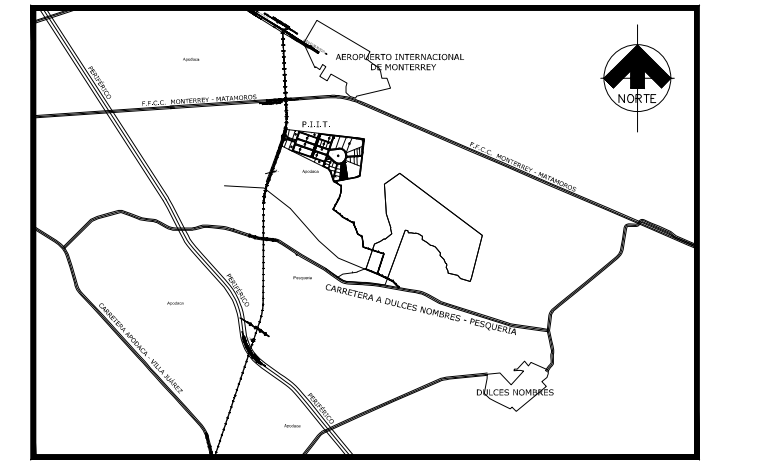 AEROPUERTO INTERNACIONAL
DE MONTERREY
Apodaca
NORTE
PERIFÉRICO
F.F.C.C. MONTERREY - MATAMOROS
P.I.I.T.
F.F.C.C. MONTERREY - MATAMOROS
Apodaca
PERIFÉRICO
Pesquería
CARRETERA A DULCES NOMBRES - PESQUERÍA
Apodaca
CARRETERA APODACA - VILLA JUÁREZ
DULCES NOMBRES
PERIFÉRICO
Apodaca